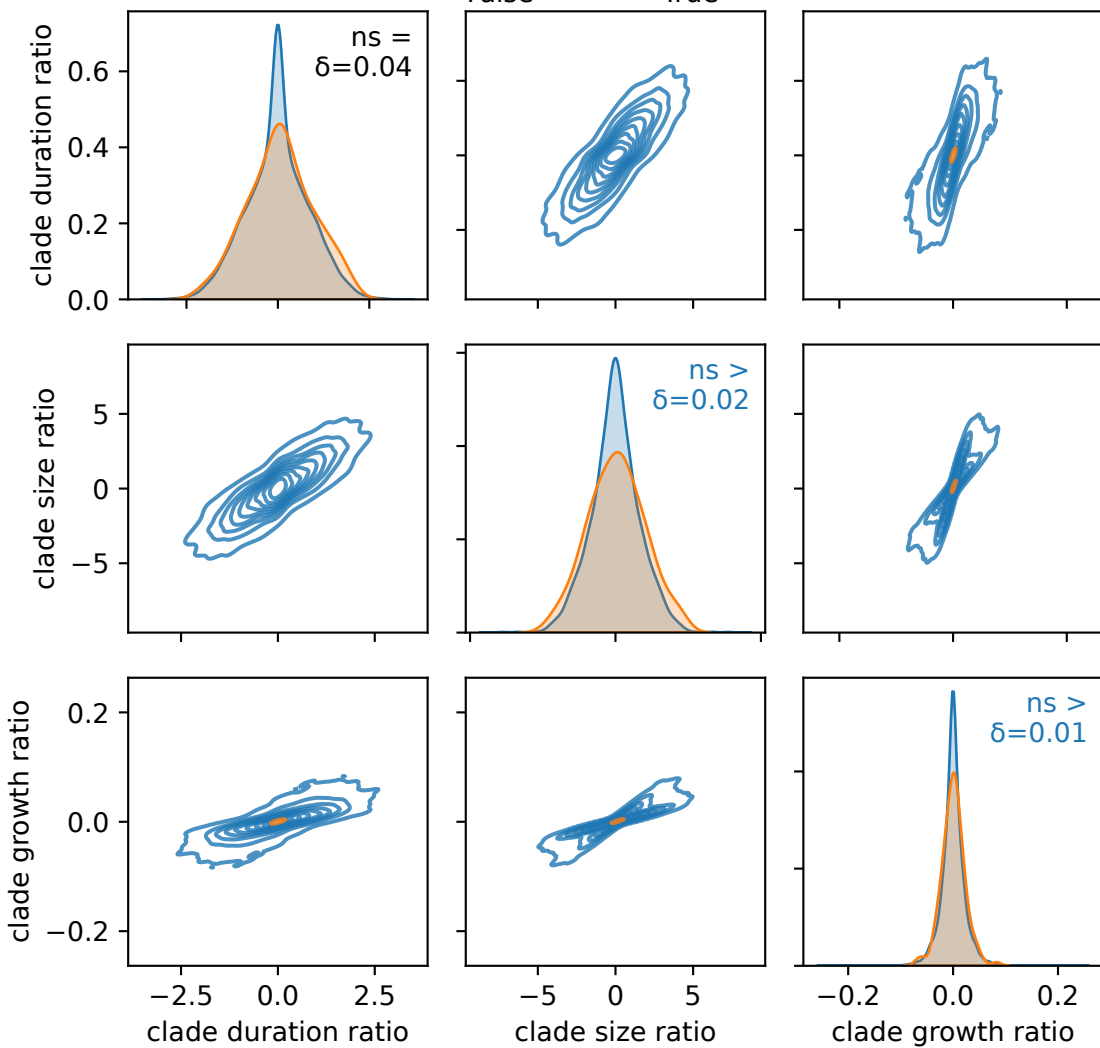 clade duration ratio
0.6
0.4
0.2
0.0
ns =
δ=0.04
clade size ratio
5
0
−5
ns >
δ=0.02
clade growth ratio
0.2
0.0
−0.2
ns >
δ=0.01
−2.5 0.0 2.5
−5 0 5
−0.2 0.0 0.2
clade duration ratio
clade size ratio
clade growth ratio